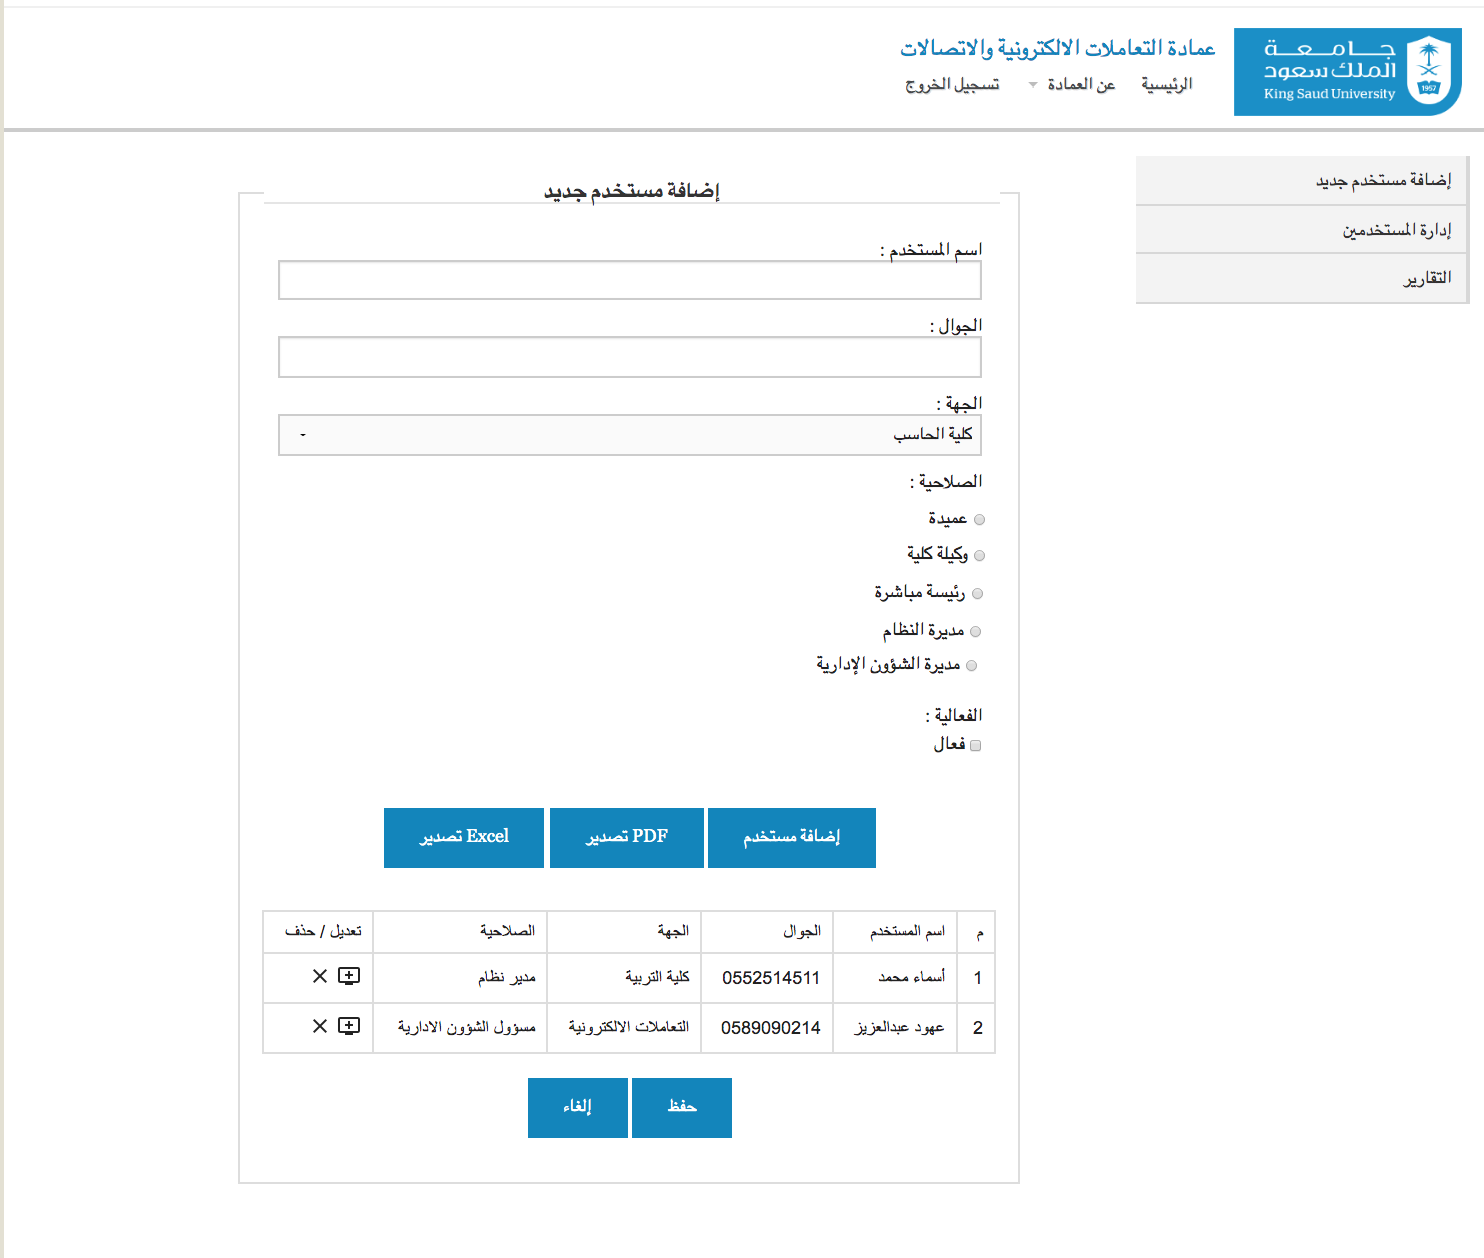 جامعة
الملك سعود
King Saud University
1957
عمادة التعاملات الالكترونية والاتصالات
الرئيسية عن العمادة تسجيل الخروج
إضافة مستخدم جديد
إدارة المستخدمين
التقارير
إضافة مستخدم جديد
اسم المستخدم :
الجوال :
الجهة :
كلية الحاسب
الصلاحية :
عميدة
وكيلة كلية
رئيسة مباشرة
مديرة النظام
مديرة الشؤون الإدارية
الفعالية :
فعال
إضافة مستخدم
PDF تصدير
Excel تصدير
م اسم المستخدم الجوال الجهة الصلاحية تعديل / حذف
1 أسماء محمد 0552514511 كلية التربية مدير نظام
2 عهود عبدالعزيز 0589090214 التعاملات الالكترونية مسؤول الشؤون الادارية
حفظ
إلغاء